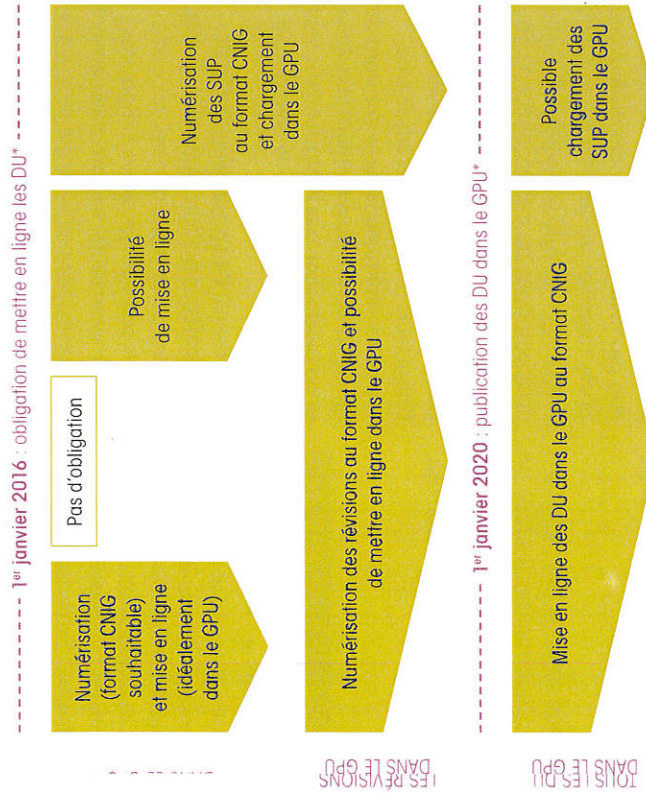 1er janvier 2016 : obligation de mettre en ligne les DU*
Numérisation
(format CNIG
souhaitable)
et mise en ligne
(idéalement
dans le GPU)
Pas d'obligation
Possibilité
de mise en ligne
Numérisation
des SUP
au format CNIG
et chargement
dans le GPU
LES RÉVISIONS
DANS LE GPU
Numérisation des révisions au format CNIG et possibilité
de mettre en ligne dans le GPU
1er janvier 2020 : publication des DU dans le GPU*
TOUS LES DU
DANS LE GPU
Mise en ligne des DU dans le GPU au format CNIG
Possible
chargement des
SUP dans le GPU